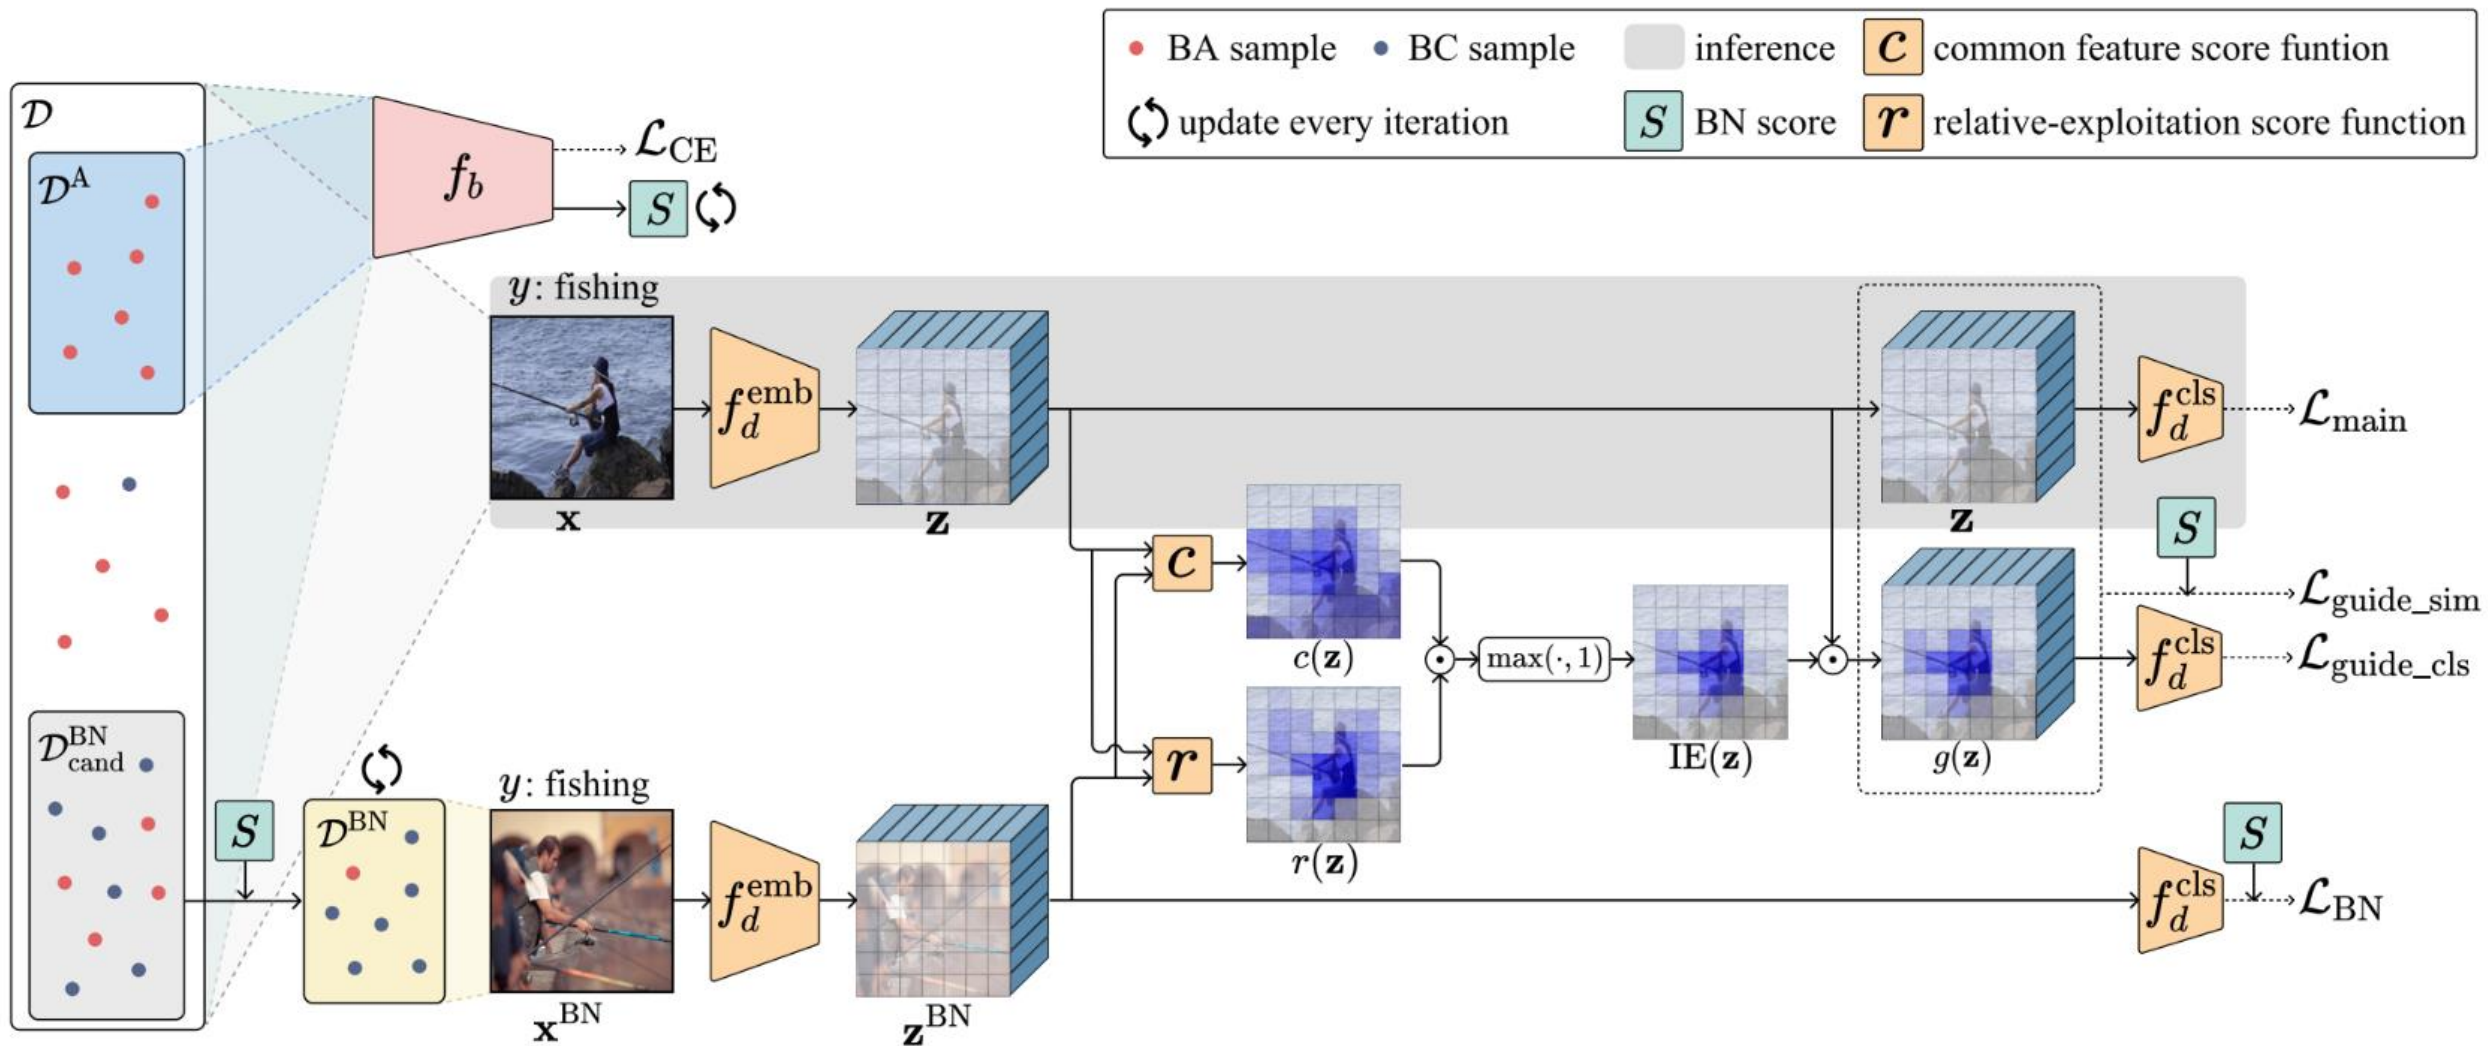 BA sample BC sample inference c common feature score funtion
update every iteration S BN score r relative-exploitation score function
𝒟
𝒟^A
f_b
ℒ_CE
S
y: fishing
x
f_d^emb
z
z
f_d^cls
ℒ_main
c
c(z)
S
ℒ_guide_sim
r
r(z)
max(·, 1)
IE(z)
g(z)
f_d^cls
ℒ_guide_cls
𝒟_cand^BN
S
𝒟^BN
y: fishing
x^BN
f_d^emb
z^BN
f_d^cls
S
ℒ_BN